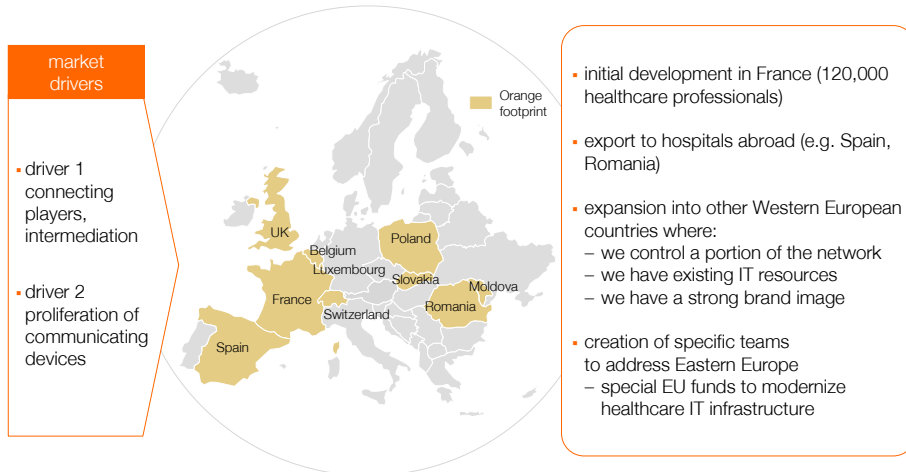 market
drivers
▪ driver 1
connecting
players,
intermediation
▪ driver 2
proliferation of
communicating
devices
Orange
footprint
UK
Belgium
Luxembourg
France
Switzerland
Spain
Poland
Slovakia
Moldova
Romania
▪ initial development in France (120,000
healthcare professionals)
▪ export to hospitals abroad (e.g. Spain,
Romania)
▪ expansion into other Western European
countries where:
– we control a portion of the network
– we have existing IT resources
– we have a strong brand image
▪ creation of specific teams
to address Eastern Europe
– special EU funds to modernize
healthcare IT infrastructure